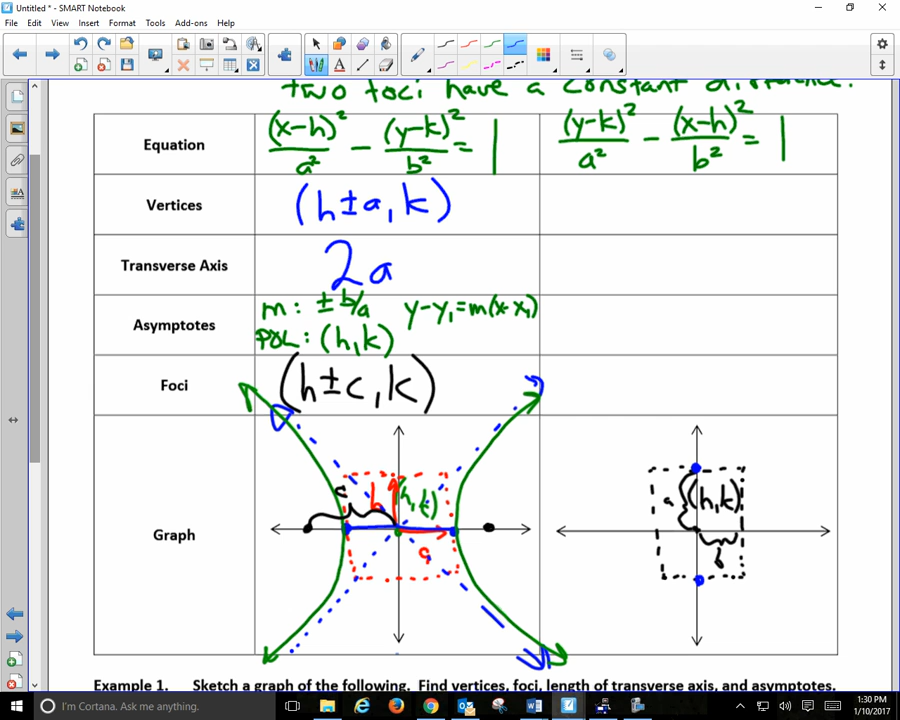 Untitled * - SMART Notebook
File Edit View Insert Format Tools Add-ons Help
two foci have a constant difference.
Equation (x-h)²/a² - (y-k)²/b² = 1 (y-k)²/a² - (x-h)²/b² = 1
Vertices (h±a, k)
Transverse Axis 2a
Asymptotes m: ± b/a y-y₁=m(x-x₁)
POI: (h,k)
Foci (h±c, k)
Graph
c b (h,k)
a
a (h,k)
b
Example 1. Sketch a graph of the following. Find vertices, foci, length of transverse axis, and asymptotes.
I'm Cortana. Ask me anything.
1:30 PM
1/10/2017